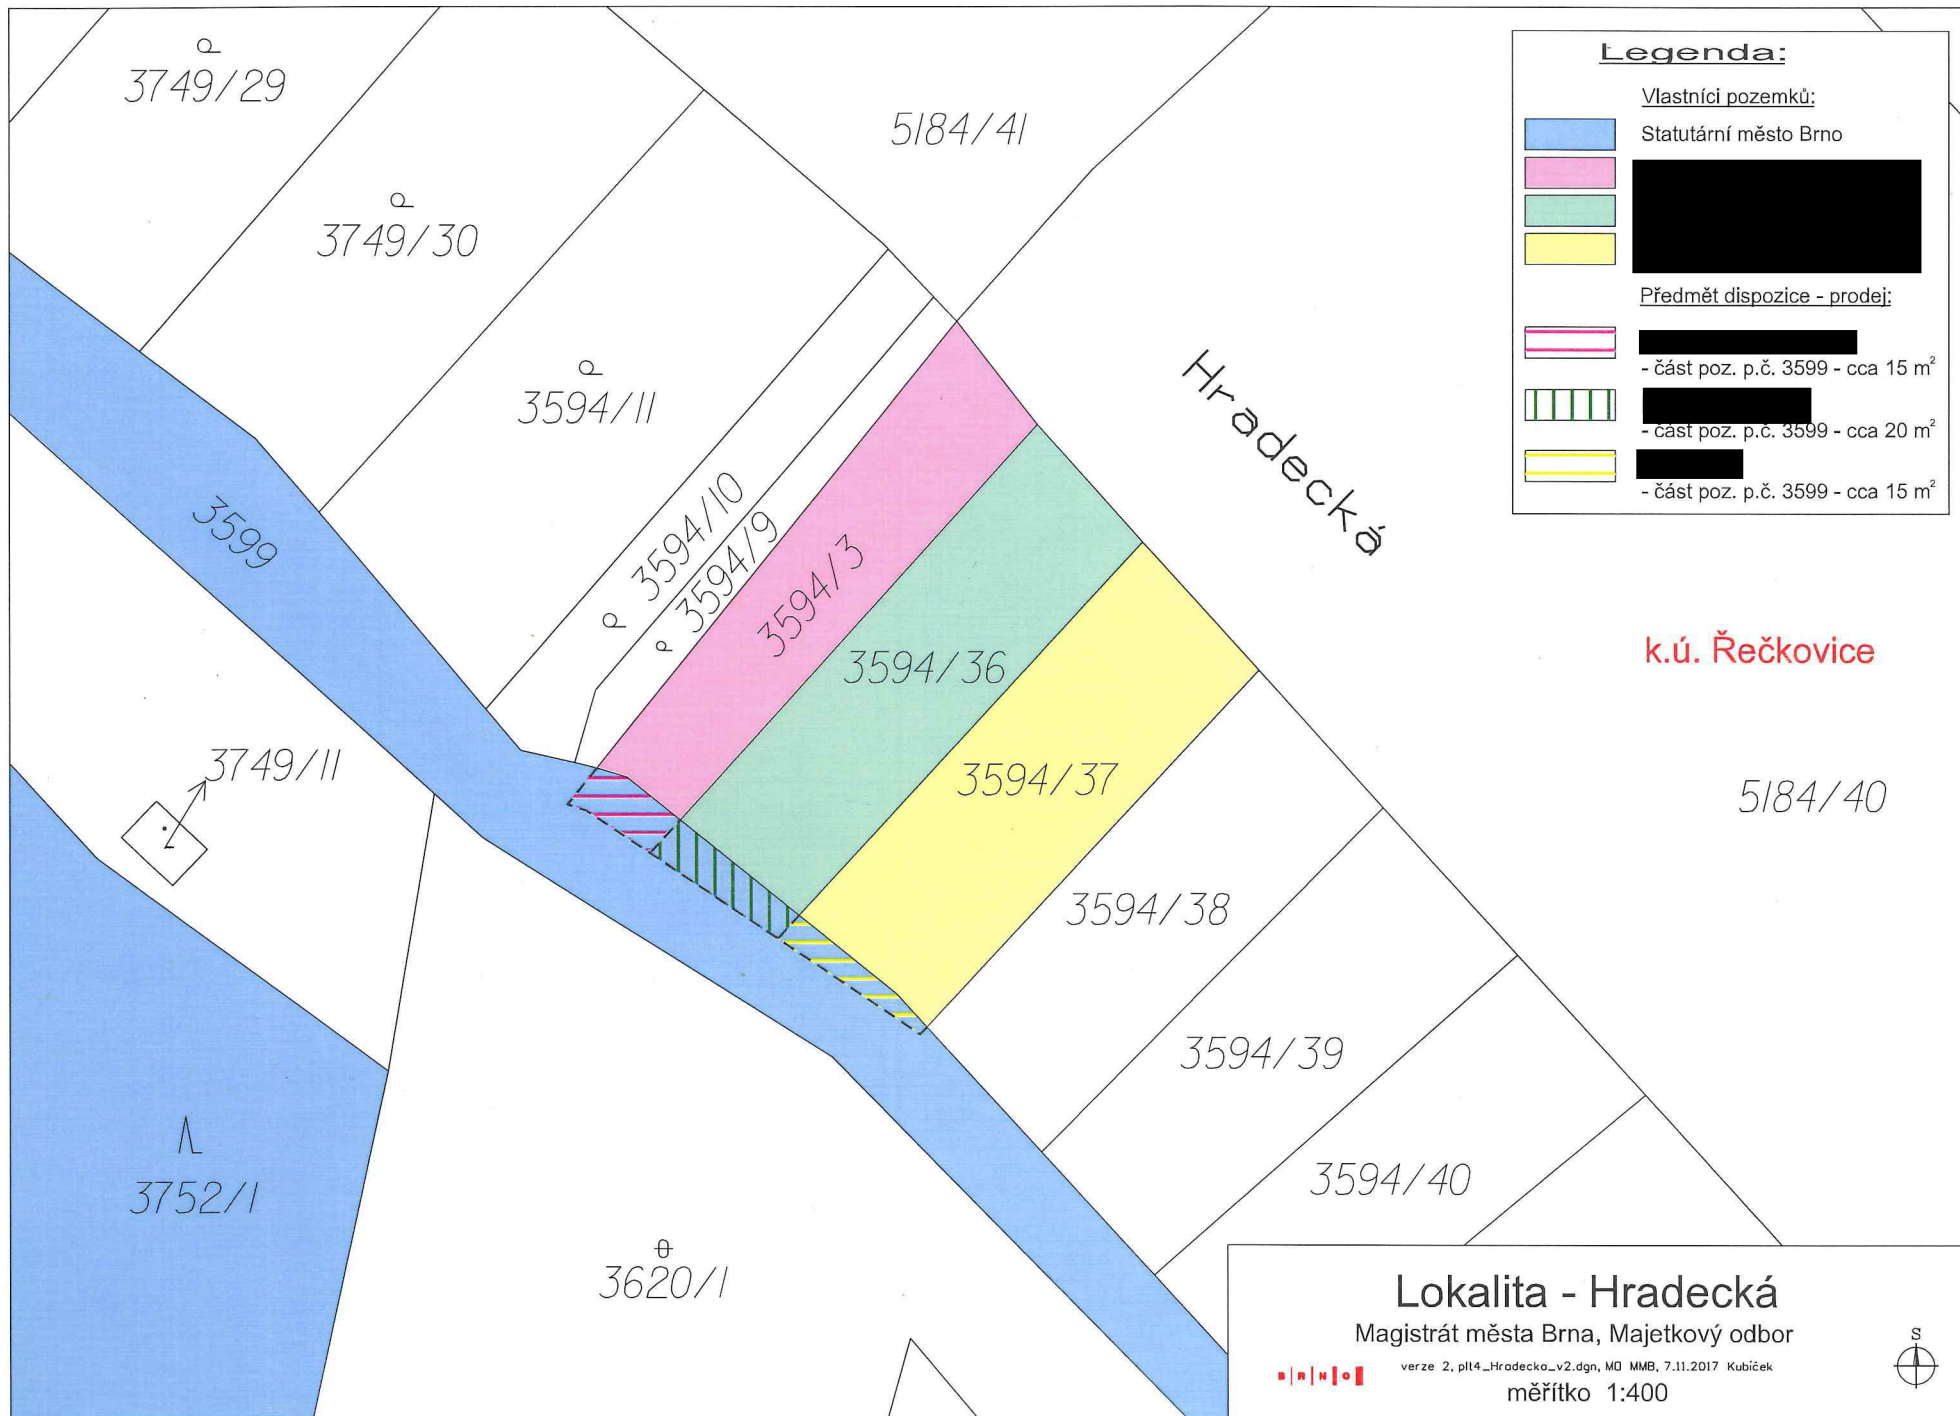 3749/29
5184/41
3749/30
3594/11
3594/10
3594/9
3594/3
3594/36
3594/37
3594/38
3594/39
3594/40
3599
3749/11
3752/1
3620/1
Hradecká
5184/40
k.ú. Řečkovice
Legenda:
Vlastníci pozemků:
Statutární město Brno
Předmět dispozice - prodej:
- část poz. p.č. 3599 - cca 15 m²
- část poz. p.č. 3599 - cca 20 m²
- část poz. p.č. 3599 - cca 15 m²
Lokalita - Hradecká
Magistrát města Brna, Majetkový odbor
verze 2, plt4_Hradecka_v2.dgn, MO MMB, 7.11.2017 Kubíček
měřítko 1:400
B|R|N|O
S